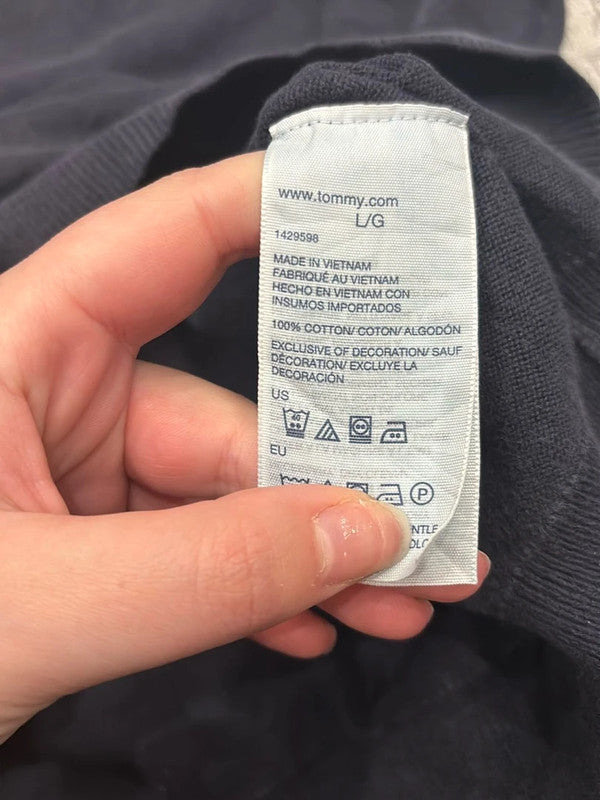 www.tommy.com
L/G
1429598
MADE IN VIETNAM
FABRIQUÉ AU VIETNAM
HECHO EN VIETNAM CON
INSUMOS IMPORTADOS
100% COTTON/ COTON/ ALGODÓN
EXCLUSIVE OF DECORATION/ SAUF
DÉCORATION/ EXCLUYE LA
DECORACIÓN
US
40
EU
P